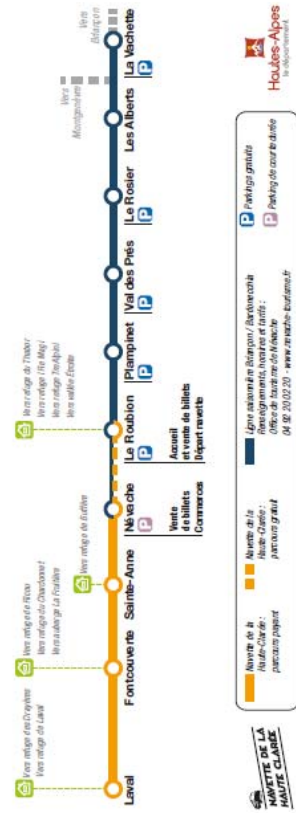 Vers refuge des Drayères
Vers refuge de Laval
Vers refuge de Ricou
Vers refuge du Chardonnet
Vers auberge La Fruitière
Vers refuge de Buffère
Vers refuge du Thabor
Vers refuge I Re Magi
Vers refuge Tre Alpini
Vers vallée Étroite
Vers
Montgenèvre
Vers
Briançon
Laval
Fontcouverte
Sainte-Anne
Névache
P
Vente
de billets
Commerces
Le Roubion
P
Accueil
et vente de billets
Départ navette
Plampinet
P
Val des Prés
P
Le Rosier
P
Les Alberts
La Vachette
P
NAVETTE DE LA
HAUTE CLARÉE
Navette de la
Haute-Clarée :
parcours payant
Navette de la
Haute-Clarée :
parcours gratuit
Ligne saisonnière Briançon / Bardonecchia
Renseignements, horaires et tarifs :
Office de tourisme de Névache
04 92 20 02 20 - www.nevache-tourisme.fr
P Parkings gratuits
P Parking de courte durée
Hautes-Alpes
le département